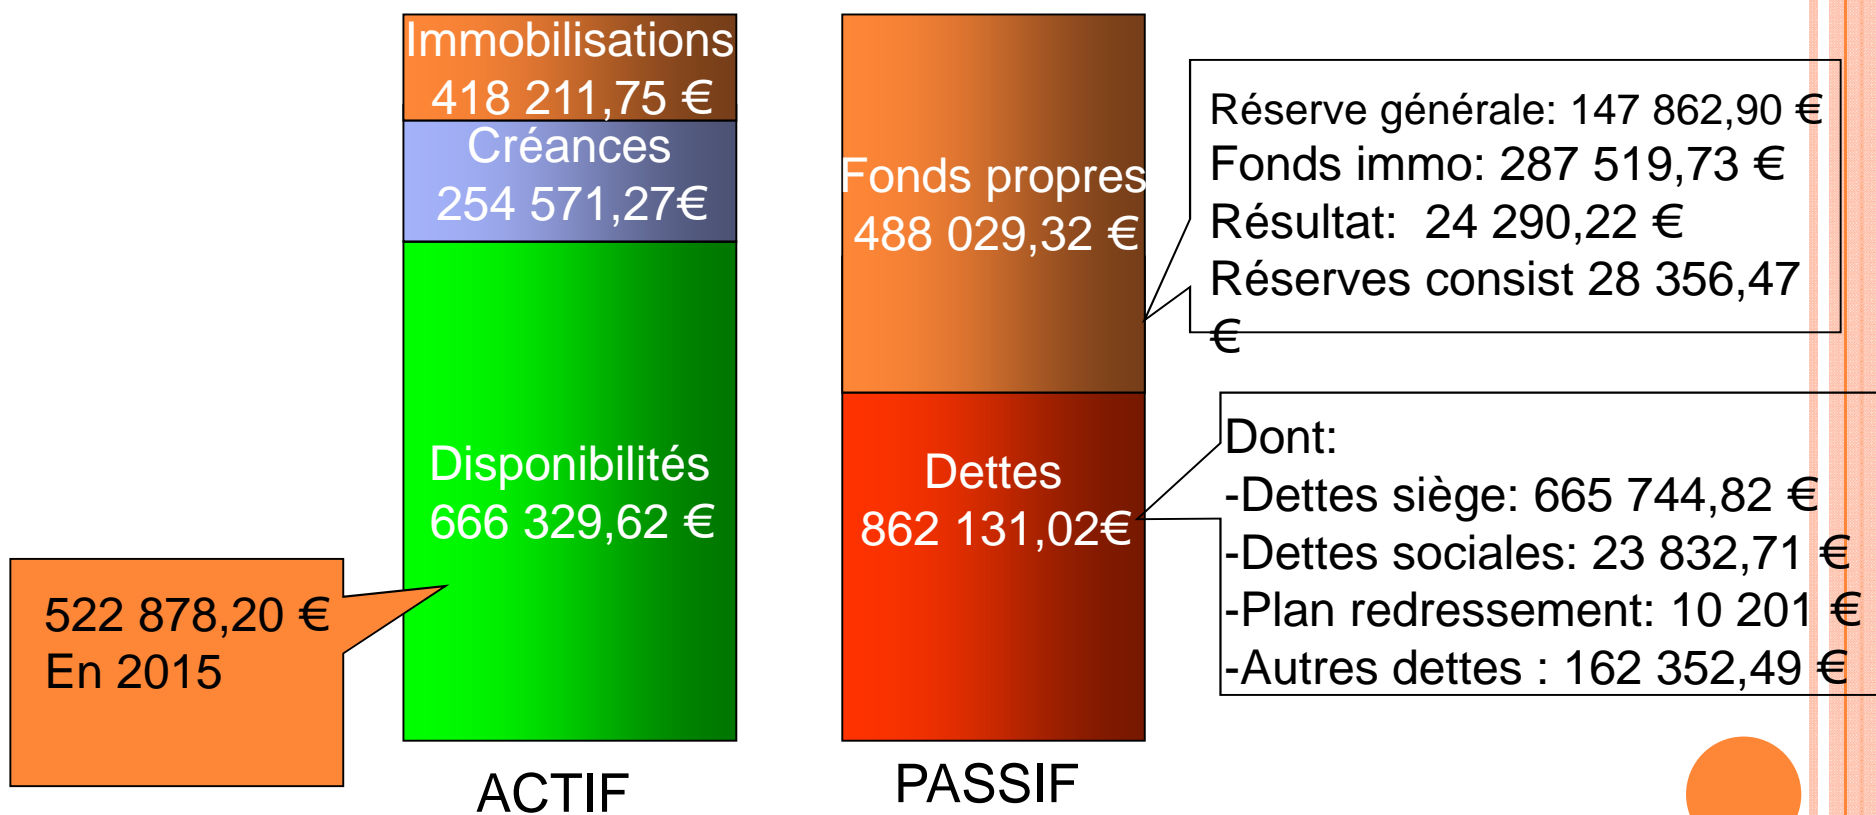 Immobilisations
418 211,75 €
Créances
254 571,27€
Disponibilités
666 329,62 €
522 878,20 €
En 2015
ACTIF
Fonds propres
488 029,32 €
Dettes
862 131,02€
PASSIF
Réserve générale: 147 862,90 €
Fonds immo: 287 519,73 €
Résultat: 24 290,22 €
Réserves consist 28 356,47
€
Dont:
-Dettes siège: 665 744,82 €
-Dettes sociales: 23 832,71 €
-Plan redressement: 10 201 €
-Autres dettes : 162 352,49 €